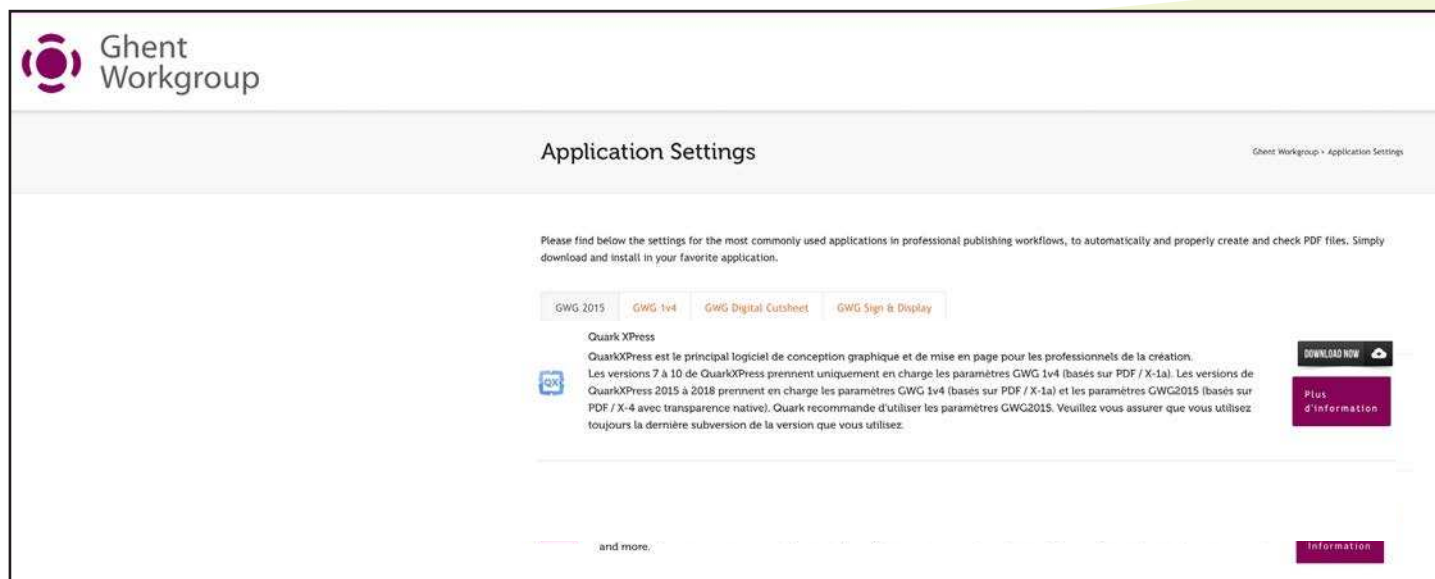 Ghent
Workgroup
Application Settings
Ghent Workgroup > Application Settings
Please find below the settings for the most commonly used applications in professional publishing workflows, to automatically and properly create and check PDF files. Simply
download and install in your favorite application.
GWG 2015 GWG 1v4 GWG Digital Cutsheet GWG Sign & Display
Quark XPress
QuarkXPress est le principal logiciel de conception graphique et de mise en page pour les professionnels de la création.
Les versions 7 à 10 de QuarkXPress prennent uniquement en charge les paramètres GWG 1v4 (basés sur PDF / X-1a). Les versions de
QuarkXPress 2015 à 2018 prennent en charge les paramètres GWG 1v4 (basés sur PDF / X-1a) et les paramètres GWG2015 (basés sur
PDF / X-4 avec transparence native). Quark recommande d'utiliser les paramètres GWG2015. Veuillez vous assurer que vous utilisez
toujours la dernière subversion de la version que vous utilisez.
QX
DOWNLOAD NOW
Plus
d'information
and more.
Information